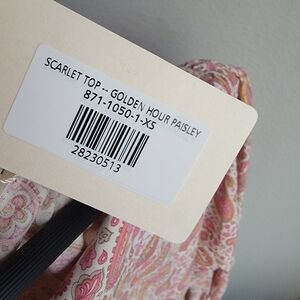 SCARLET TOP -- GOLDEN HOUR PAISLEY
871-1050-1-XS
28230513